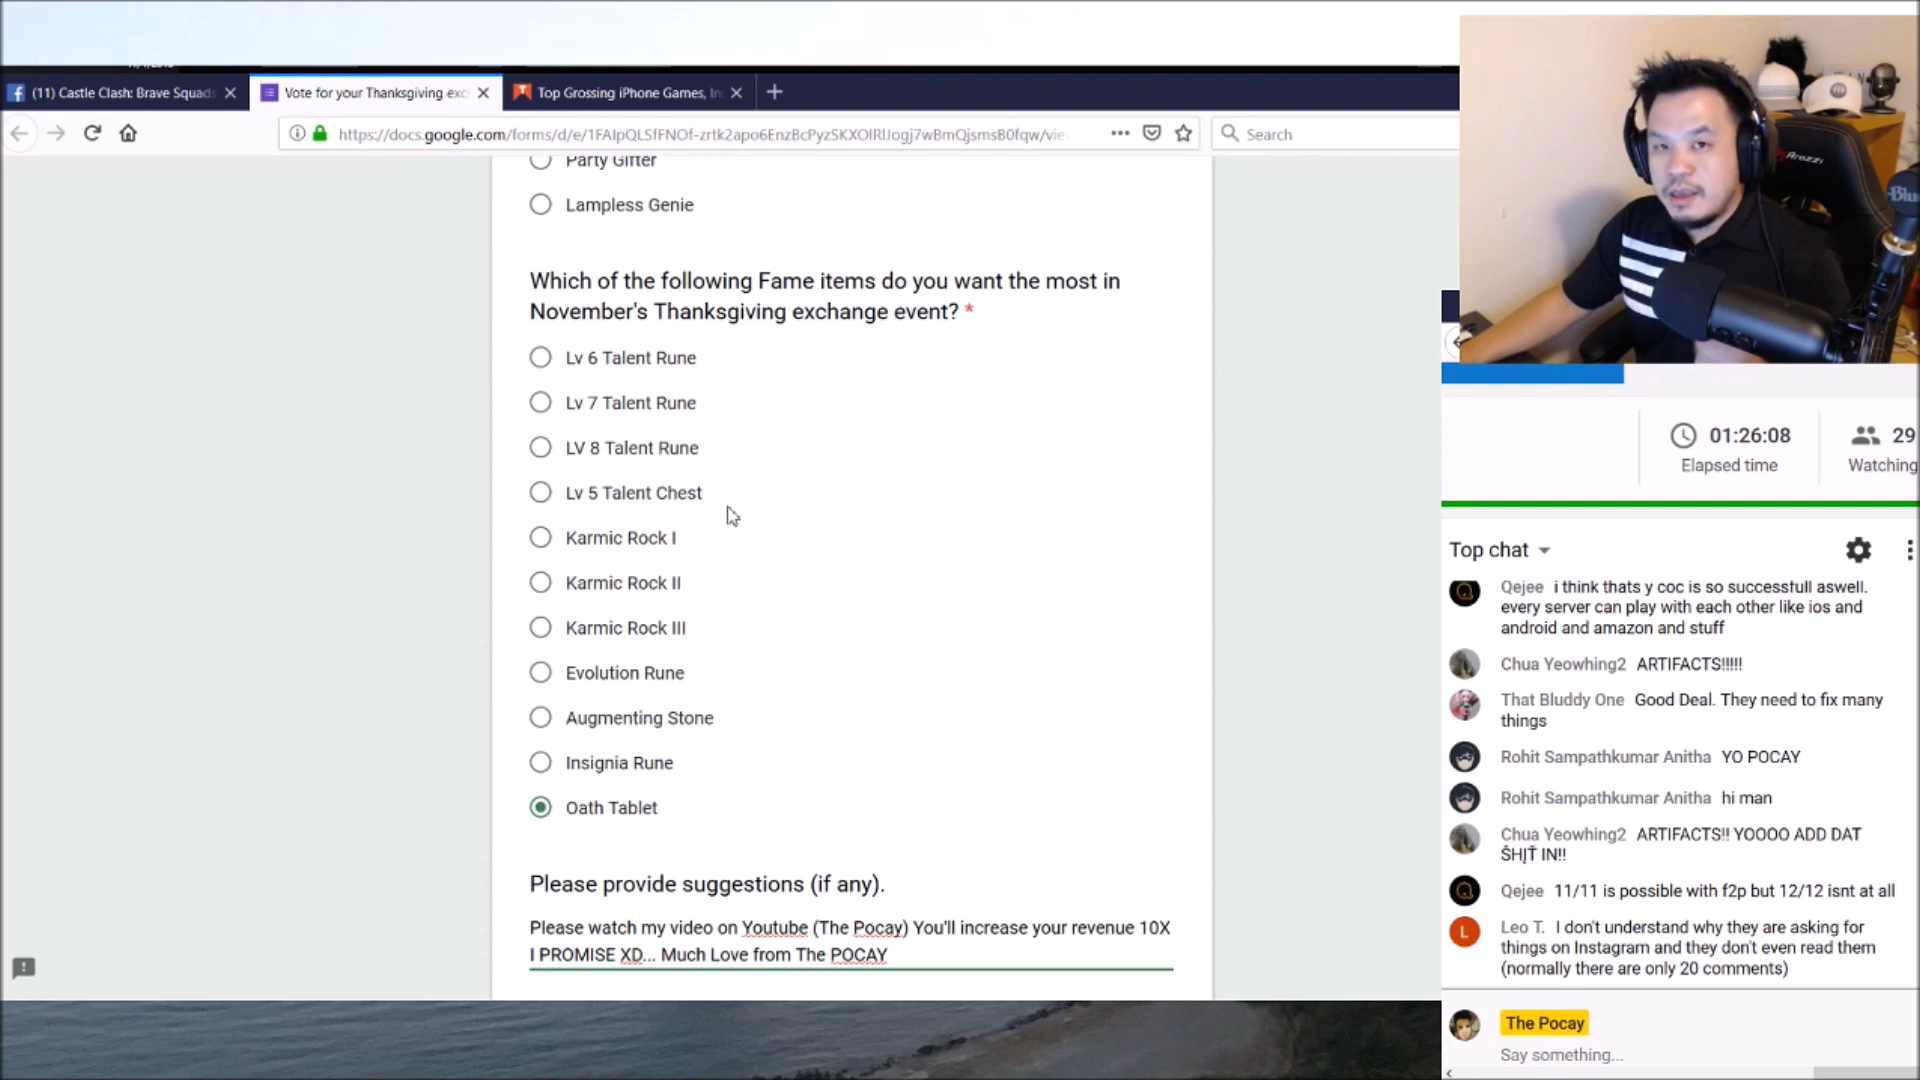 (11) Castle Clash: Brave Squads
Vote for your Thanksgiving exc
Top Grossing iPhone Games, In
https://docs.google.com/forms/d/e/1FAIpQLSfFNOf-zrtk2apo6EnzBcPyzSKXOIRIJogj7wBmQjsmsB0fqw/vie
Search
Party Gifter
Lampless Genie
Which of the following Fame items do you want the most in
November's Thanksgiving exchange event? *
Lv 6 Talent Rune
Lv 7 Talent Rune
LV 8 Talent Rune
Lv 5 Talent Chest
Karmic Rock I
Karmic Rock II
Karmic Rock III
Evolution Rune
Augmenting Stone
Insignia Rune
Oath Tablet
Please provide suggestions (if any).
Please watch my video on Youtube (The Pocay) You'll increase your revenue 10X
I PROMISE XD... Much Love from The POCAY
Arozzi
Blue
01:26:08
Elapsed time
29
Watching
Top chat
Qejee i think thats y coc is so successfull aswell.
every server can play with each other like ios and
android and amazon and stuff
Chua Yeowhing2 ARTIFACTS!!!!!
That Bluddy One Good Deal. They need to fix many
things
Rohit Sampathkumar Anitha YO POCAY
Rohit Sampathkumar Anitha hi man
Chua Yeowhing2 ARTIFACTS!! YOOOO ADD DAT
ŠHĮŤ IN!!
Qejee 11/11 is possible with f2p but 12/12 isnt at all
L
Leo T. I don't understand why they are asking for
things on Instagram and they don't even read them
(normally there are only 20 comments)
The Pocay
Say something...